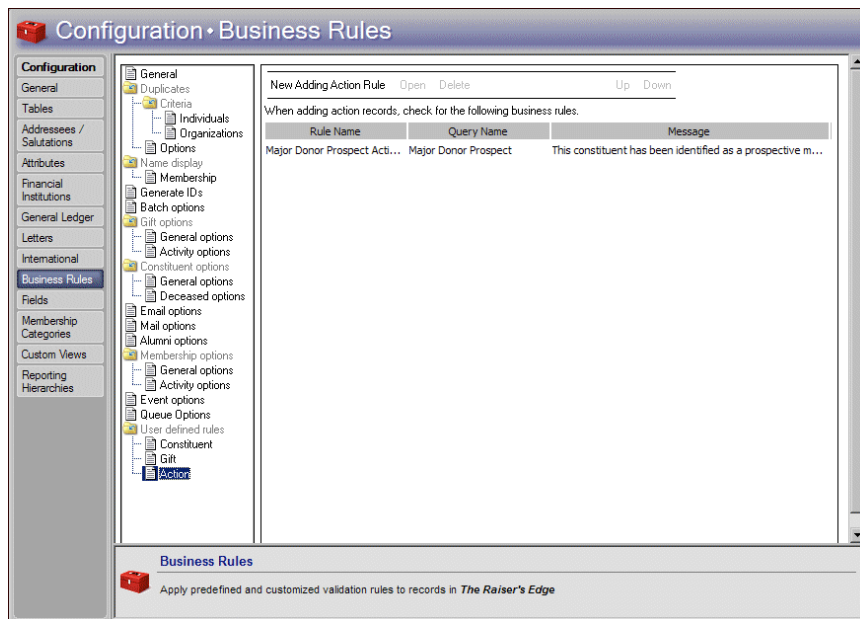 Configuration • Business Rules
Configuration
General
Tables
Addressees /
Salutations
Attributes
Financial
Institutions
General Ledger
Letters
International
Business Rules
Fields
Membership
Categories
Custom Views
Reporting
Hierarchies
General
Duplicates
Criteria
Individuals
Organizations
Options
Name display
Membership
Generate IDs
Batch options
Gift options
General options
Activity options
Constituent options
General options
Deceased options
Email options
Mail options
Alumni options
Membership options
General options
Activity options
Event options
Queue Options
User defined rules
Constituent
Gift
Action
New Adding Action Rule Open Delete Up Down
When adding action records, check for the following business rules.
Rule Name Query Name Message
Major Donor Prospect Acti... Major Donor Prospect This constituent has been identified as a prospective m...
Business Rules
Apply predefined and customized validation rules to records in The Raiser's Edge